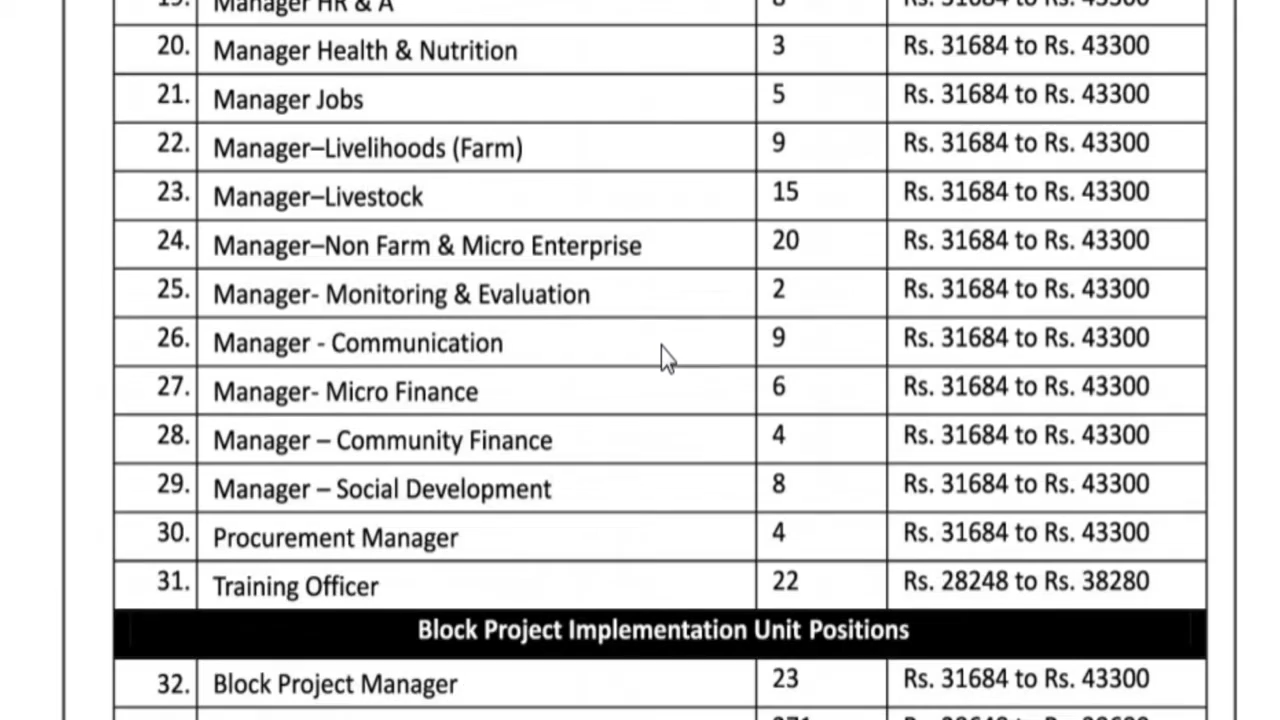 Manager HR & A
20. Manager Health & Nutrition 3 Rs. 31684 to Rs. 43300
21. Manager Jobs 5 Rs. 31684 to Rs. 43300
22. Manager–Livelihoods (Farm) 9 Rs. 31684 to Rs. 43300
23. Manager–Livestock 15 Rs. 31684 to Rs. 43300
24. Manager–Non Farm & Micro Enterprise 20 Rs. 31684 to Rs. 43300
25. Manager- Monitoring & Evaluation 2 Rs. 31684 to Rs. 43300
26. Manager - Communication 9 Rs. 31684 to Rs. 43300
27. Manager- Micro Finance 6 Rs. 31684 to Rs. 43300
28. Manager – Community Finance 4 Rs. 31684 to Rs. 43300
29. Manager – Social Development 8 Rs. 31684 to Rs. 43300
30. Procurement Manager 4 Rs. 31684 to Rs. 43300
31. Training Officer 22 Rs. 28248 to Rs. 38280
Block Project Implementation Unit Positions
32. Block Project Manager 23 Rs. 31684 to Rs. 43300